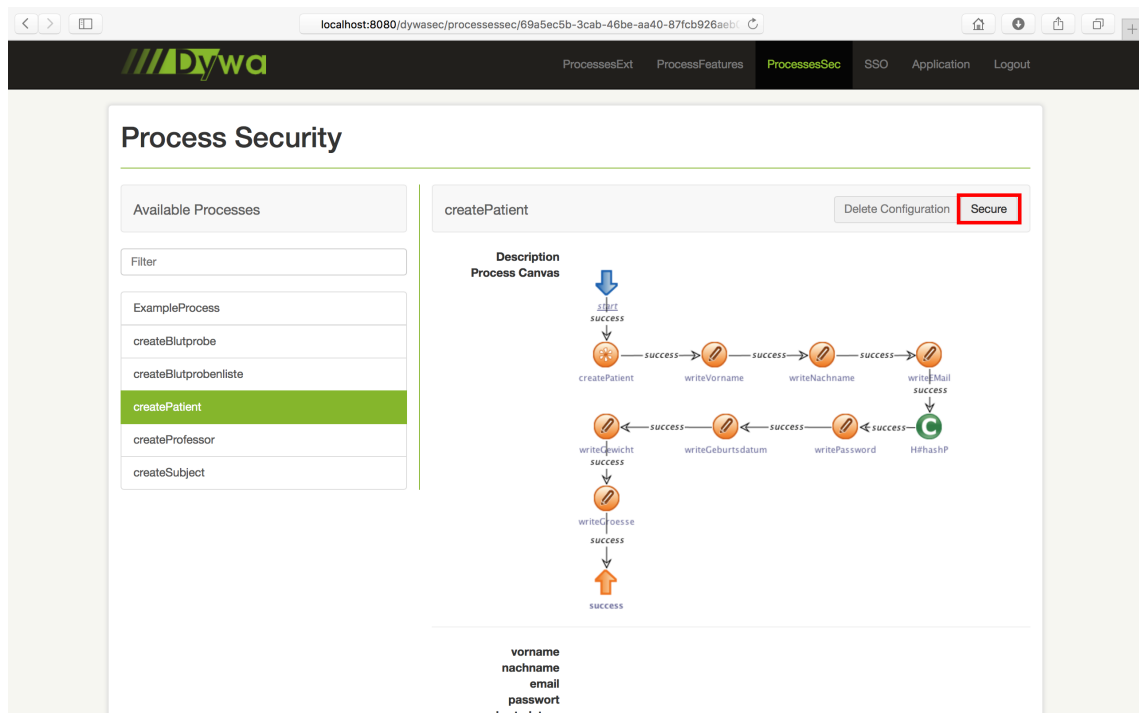 localhost:8080/dywasec/processessec/69a5ec5b-3cab-46be-aa40-87fcb926aeb
Dywa
ProcessesExt ProcessFeatures ProcessesSec SSO Application Logout
Process Security
Available Processes
Filter
ExampleProcess
createBlutprobe
createBlutprobenliste
createPatient
createProfessor
createSubject
createPatient
Delete Configuration Secure
Description
Process Canvas
start
success
success success success
createPatient writeVorname writeNachname writeEMail
success
success success success
C
writeGewicht writeGeburtsdatum writePassword H#hashP
success
writeGroesse
success
success
vorname
nachname
email
passwort